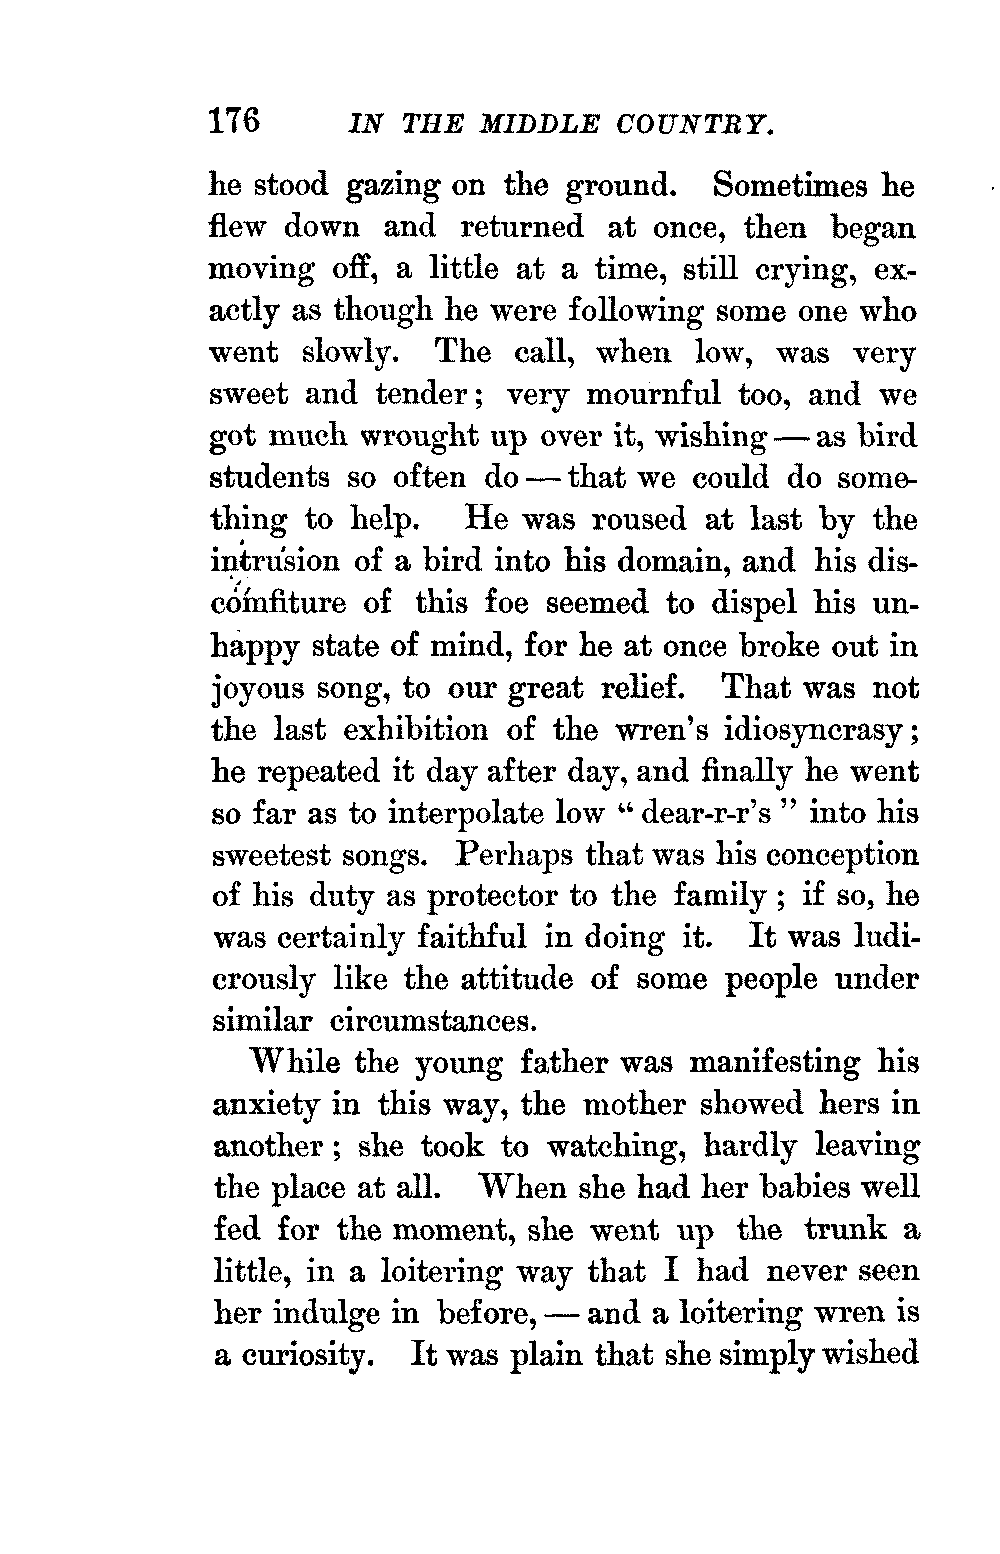 176 IN THE MIDDLE COUNTRY.
he stood gazing on the ground. Sometimes he
flew down and returned at once, then began
moving off, a little at a time, still crying, ex-
actly as though he were following some one who
went slowly. The call, when low, was very
sweet and tender; very mournful too, and we
got much wrought up over it, wishing — as bird
students so often do — that we could do some-
thing to help. He was roused at last by the
intrusion of a bird into his domain, and his dis-
comfiture of this foe seemed to dispel his un-
happy state of mind, for he at once broke out in
joyous song, to our great relief. That was not
the last exhibition of the wren's idiosyncrasy;
he repeated it day after day, and finally he went
so far as to interpolate low “ dear-r-r's ” into his
sweetest songs. Perhaps that was his conception
of his duty as protector to the family ; if so, he
was certainly faithful in doing it. It was ludi-
crously like the attitude of some people under
similar circumstances.
While the young father was manifesting his
anxiety in this way, the mother showed hers in
another ; she took to watching, hardly leaving
the place at all. When she had her babies well
fed for the moment, she went up the trunk a
little, in a loitering way that I had never seen
her indulge in before, — and a loitering wren is
a curiosity. It was plain that she simply wished